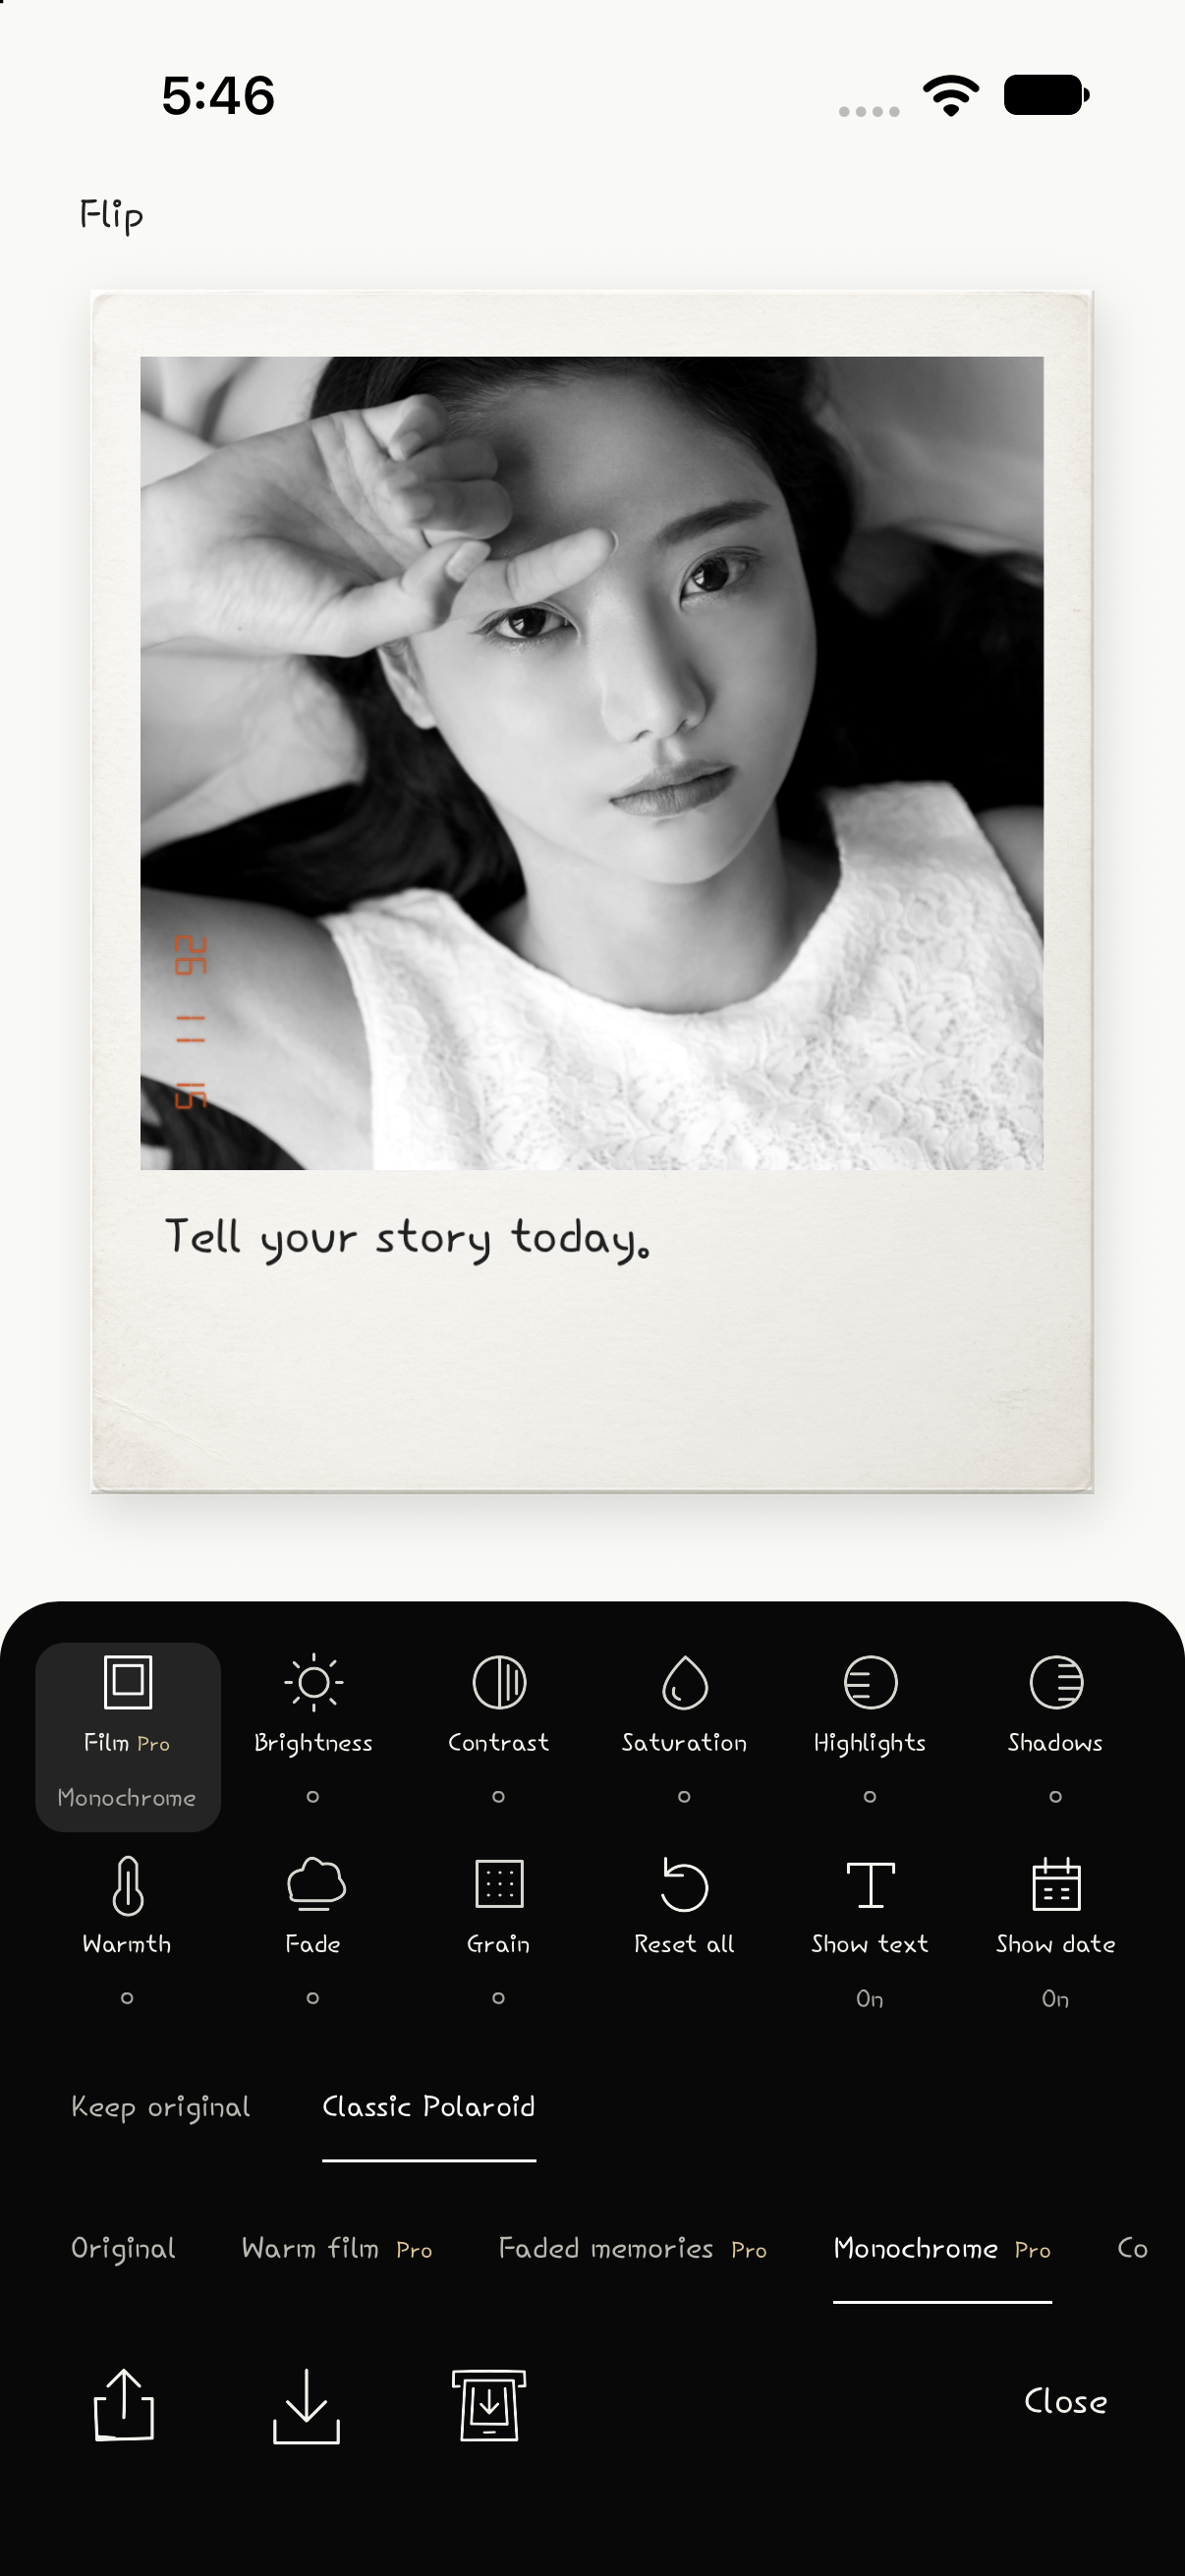 5:46
Flip
26 11 15
Tell your story today。
Film Pro
Monochrome
Brightness
0
Contrast
0
Saturation
0
Highlights
0
Shadows
0
Warmth
0
Fade
0
Grain
0
Reset all
Show text
On
Show date
On
Keep original Classic Polaroid
Original Warm film Pro Faded memories Pro Monochrome Pro Co
Close